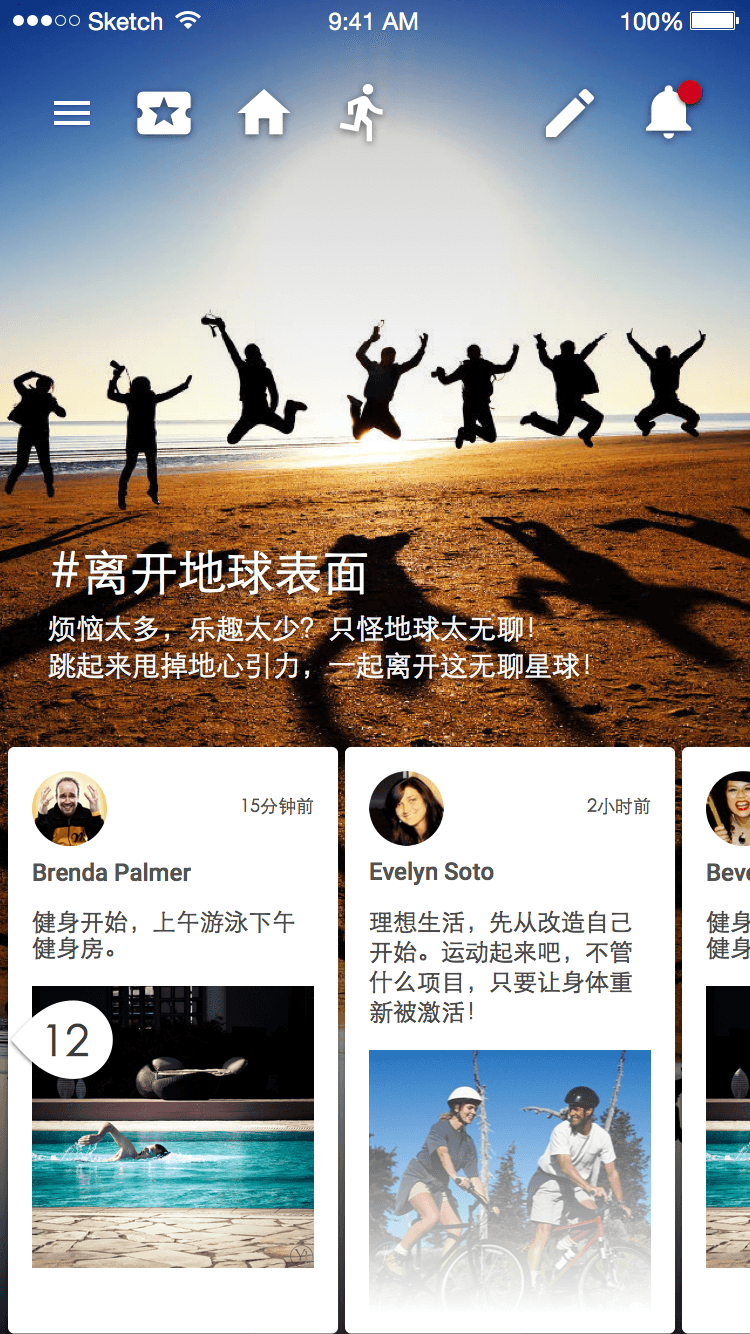 Sketch
9:41 AM
100%
#离开地球表面
烦恼太多，乐趣太少？只怪地球太无聊！
跳起来甩掉地心引力，一起离开这无聊星球！
15分钟前
Brenda Palmer
健身开始，上午游泳下午
健身房。
12
2小时前
Evelyn Soto
理想生活，先从改造自己
开始。运动起来吧，不管
什么项目，只要让身体重
新被激活！
Beve
健身
健身